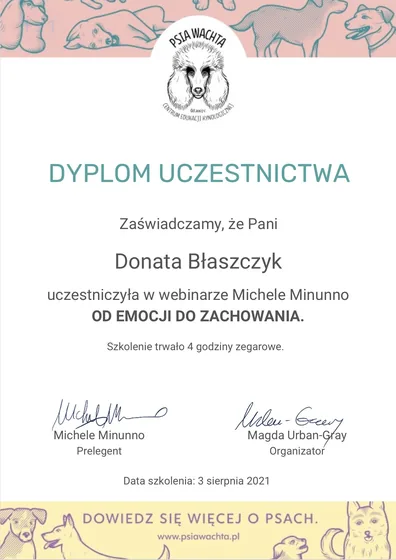 PSIA WACHTA
CENTRUM EDUKACJI KYNOLOGICZNEJ
DYPLOM UCZESTNICTWA
Zaświadczamy, że Pani
Donata Błaszczyk
uczestniczyła w webinarze Michele Minunno
OD EMOCJI DO ZACHOWANIA.
Szkolenie trwało 4 godziny zegarowe.
Michele Minunno
Magda Urban-Gray
Prelegent
Organizator
Data szkolenia: 3 sierpnia 2021
DOWIEDZ SIĘ WIĘCEJ O PSACH.
www.psiawachta.pl